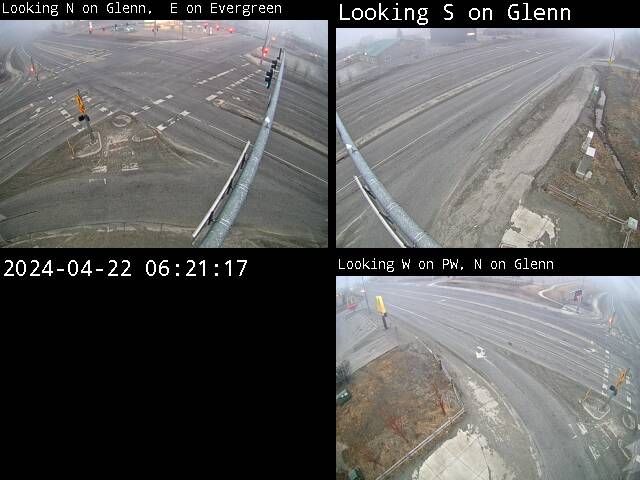 Looking N on Glenn,  E on Evergreen
Looking S on Glenn
2024-04-22 06:21:17
Looking W on PW, N on Glenn